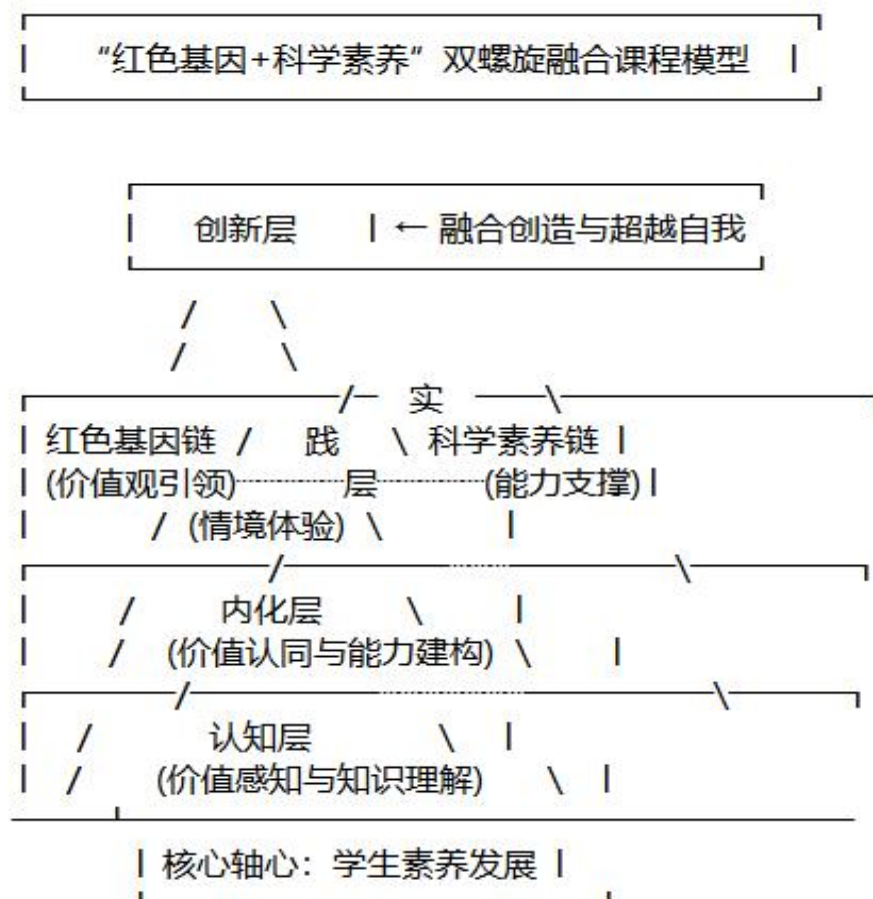 “红色基因+科学素养”双螺旋融合课程模型
创新层 ← 融合创造与超越自我
实
红色基因链 / 践 \ 科学素养链
(价值观引领) 层 (能力支撑)
/ (情境体验) \
/ 内化层 \
/ (价值认同与能力建构) \
/ 认知层 \
/ (价值感知与知识理解) \
核心轴心：学生素养发展